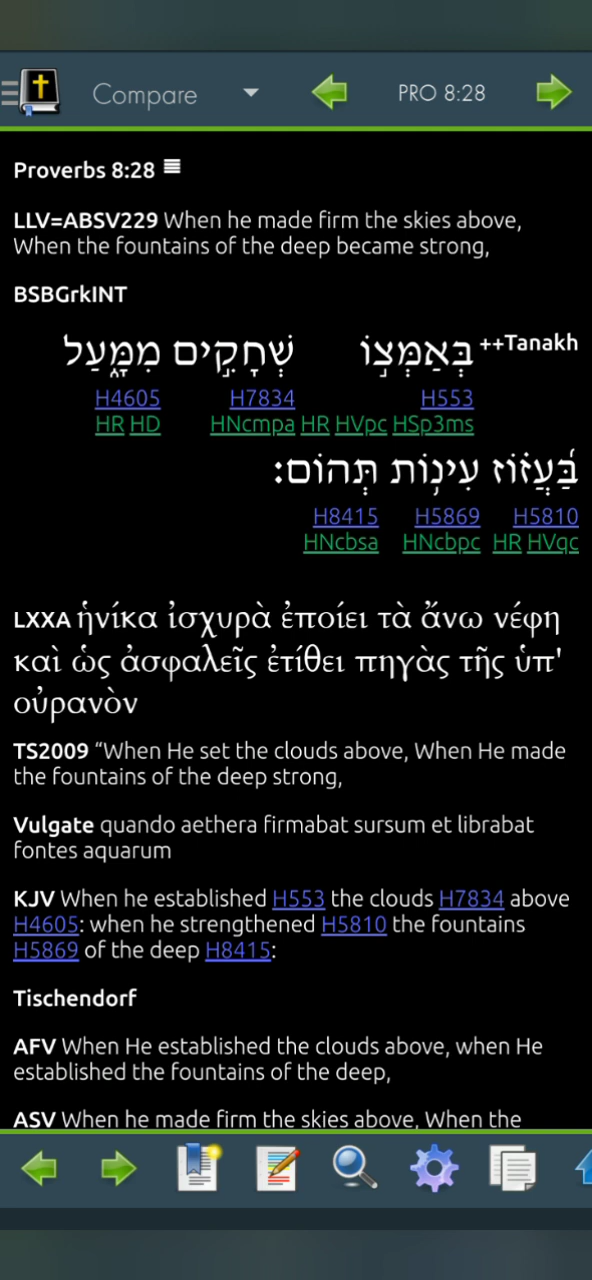 Compare
PRO 8:28
Proverbs 8:28
LLV=ABSV229 When he made firm the skies above,
When the fountains of the deep became strong,
BSBGrkINT
++Tanakh בְּאַמְּצ֣וֹ שְׁחָקִ֣ים מִמָּ֑עַל
H4605 H7834 H553
HR HD HNcmpa HR HVpc HSp3ms
בַּ֝עֲז֗וֹז עִינ֥וֹת תְּהֽוֹם׃
H8415 H5869 H5810
HNcbsa HNcbpc HR HVqc
LXXA ἡνίκα ἰσχυρὰ ἐποίει τὰ ἄνω νέφη
καὶ ὡς ἀσφαλεῖς ἐτίθει πηγὰς τῆς ὑπ'
οὐρανὸν
TS2009 “When He set the clouds above, When He made
the fountains of the deep strong,
Vulgate quando aethera firmabat sursum et librabat
fontes aquarum
KJV When he established H553 the clouds H7834 above
H4605: when he strengthened H5810 the fountains
H5869 of the deep H8415:
Tischendorf
AFV When He established the clouds above, when He
established the fountains of the deep,
ASV When he made firm the skies above, When the